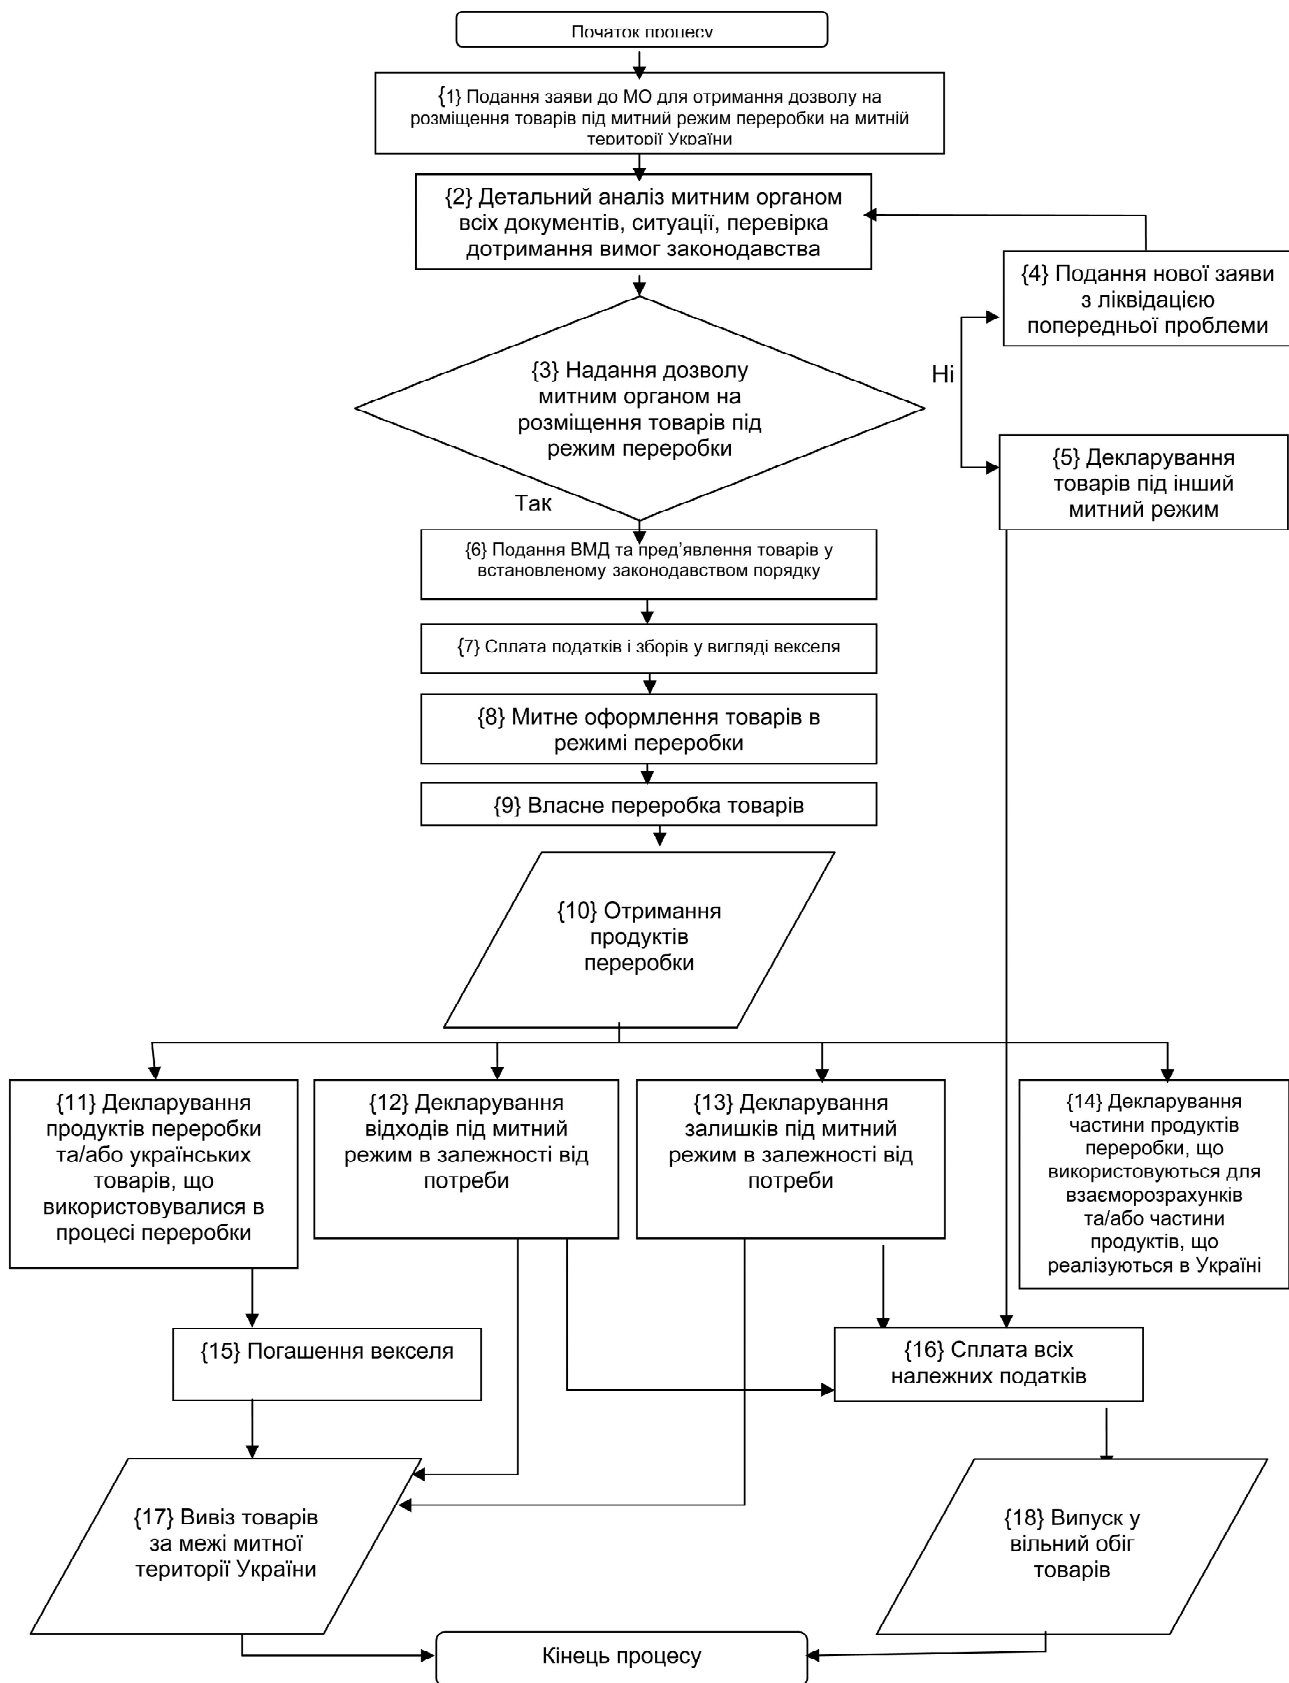 Початок процесу
{1} Подання заяви до МО для отримання дозволу на
розміщення товарів під митний режим переробки на митній
території України
{2} Детальний аналіз митним органом
всіх документів, ситуації, перевірка
дотримання вимог законодавства
{4} Подання нової заяви
з ліквідацією
попередньої проблеми
{3} Надання дозволу
митним органом на
розміщення товарів під
режим переробки
Ні
{5} Декларування
товарів під інший
митний режим
Так
{6} Подання ВМД та пред’явлення товарів у
встановленому законодавством порядку
{7} Сплата податків і зборів у вигляді векселя
{8} Митне оформлення товарів в
режимі переробки
{9} Власне переробка товарів
{10} Отримання
продуктів
переробки
{11} Декларування
продуктів переробки
та/або українських
товарів, що
використовувалися в
процесі переробки
{12} Декларування
відходів під митний
режим в залежності від
потреби
{13} Декларування
залишків під митний
режим в залежності від
потреби
{14} Декларування
частини продуктів
переробки, що
використовуються для
взаєморозрахунків
та/або частини
продуктів, що
реалізуються в Україні
{15} Погашення векселя
{16} Сплата всіх
належних податків
{17} Вивіз товарів
за межі митної
території України
{18} Випуск у
вільний обіг
товарів
Кінець процесу